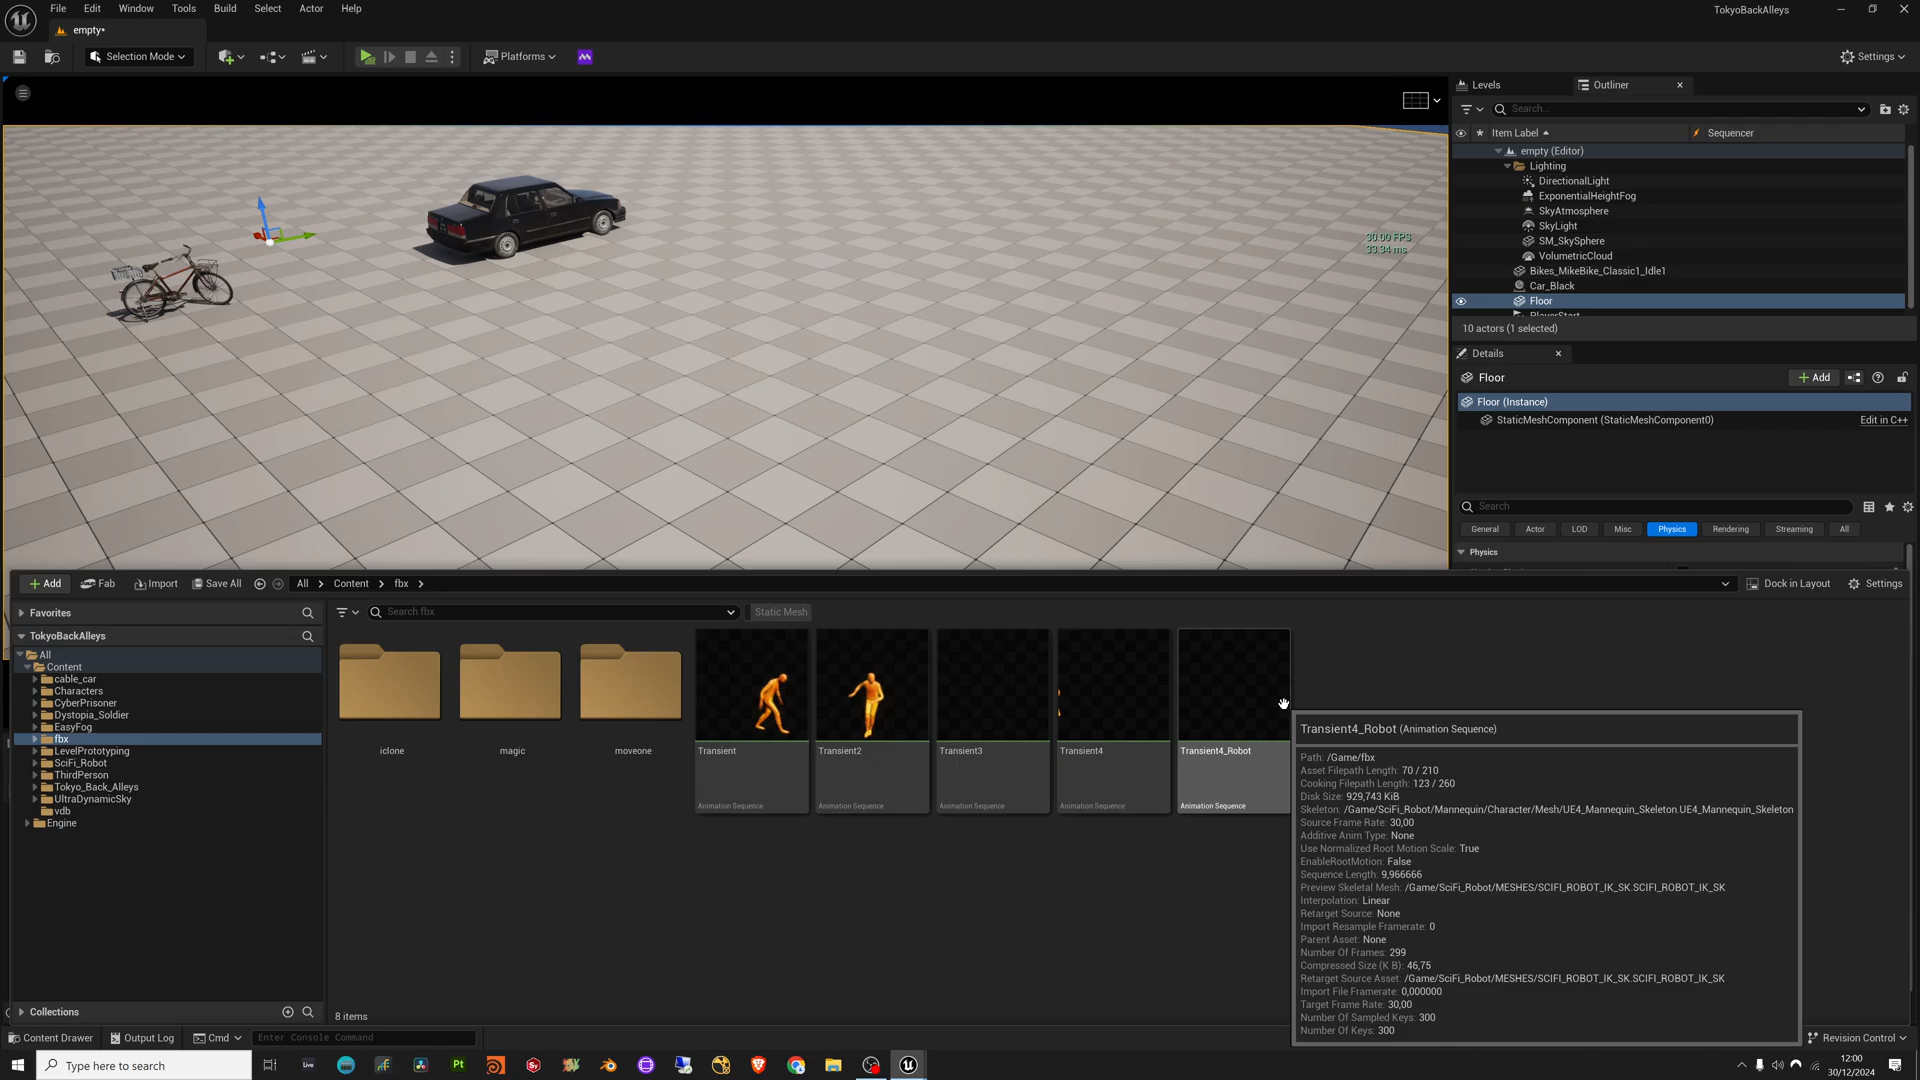 File Edit Window Tools Build Select Actor Help
TokyoBackAlleys
empty•
Selection Mode
Platforms
Settings
Levels
Outliner
Search...
Item Label
Sequencer
empty (Editor)
Lighting
DirectionalLight
ExponentialHeightFog
SkyAtmosphere
SkyLight
SM_SkySphere
VolumetricCloud
Bikes_MikeBike_Classic1_Idle1
Car_Black
Floor
30.00 FPS
33.34 ms
10 actors (1 selected)
Details
Floor
Add
Floor (Instance)
StaticMeshComponent (StaticMeshComponent0)
Edit in C++
Search
General Actor LOD Misc Physics Rendering Streaming All
Physics
Add Fab Import Save All All Content fbx
Dock in Layout Settings
Favorites
Search fbx
Static Mesh
TokyoBackAlleys
All
Content
cable_car
Characters
CyberPrisoner
Dystopia_Soldier
EasyFog
fbx
LevelPrototyping
SciFi_Robot
ThirdPerson
Tokyo_Back_Alleys
UltraDynamicSky
vdb
Engine
iclone magic moveone Transient Transient2 Transient3 Transient4 Transient4_Robot
Animation Sequence Animation Sequence Animation Sequence Animation Sequence Animation Sequence
Transient4_Robot (Animation Sequence)
Path: /Game/fbx
Asset Filepath Length: 70 / 210
Cooking Filepath Length: 123 / 260
Disk Size: 929,743 KiB
Skeleton: /Game/SciFi_Robot/Mannequin/Character/Mesh/UE4_Mannequin_Skeleton.UE4_Mannequin_Skeleton
Source Frame Rate: 30,00
Additive Anim Type: None
Use Normalized Root Motion Scale: True
EnableRootMotion: False
Sequence Length: 9,966666
Preview Skeletal Mesh: /Game/SciFi_Robot/MESHES/SCIFI_ROBOT_IK_SK.SCIFI_ROBOT_IK_SK
Interpolation: Linear
Retarget Source: None
Import Resample Framerate: 0
Parent Asset: None
Number Of Frames: 299
Compressed Size (K B): 46,75
Retarget Source Asset: /Game/SciFi_Robot/MESHES/SCIFI_ROBOT_IK_SK.SCIFI_ROBOT_IK_SK
Import File Framerate: 0,000000
Target Frame Rate: 30,00
Number Of Sampled Keys: 300
Number Of Keys: 300
Collections
8 items
Content Drawer Output Log Cmd Enter Console Command
Revision Control
Type here to search
Live
Pt
Sy
12:00
30/12/2024